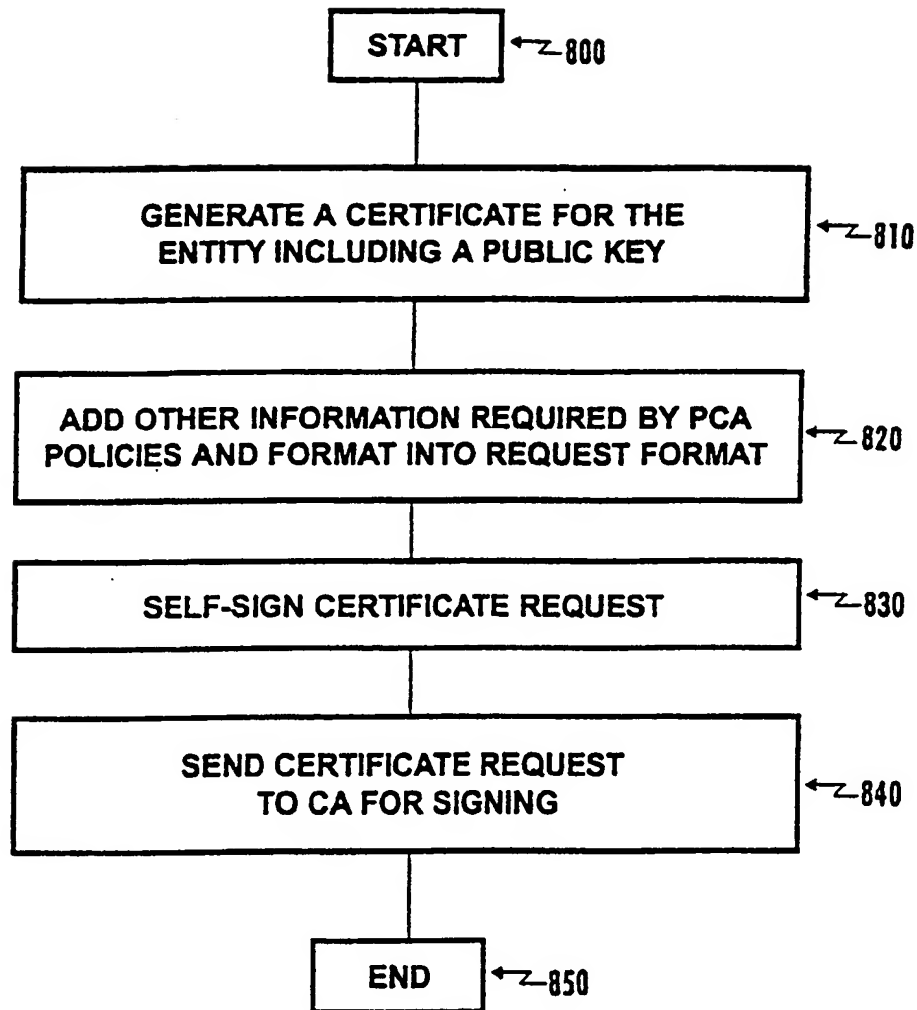 START
800
GENERATE A CERTIFICATE FOR THE
ENTITY INCLUDING A PUBLIC KEY
810
ADD OTHER INFORMATION REQUIRED BY PCA
POLICIES AND FORMAT INTO REQUEST FORMAT
820
SELF-SIGN CERTIFICATE REQUEST
830
SEND CERTIFICATE REQUEST
TO CA FOR SIGNING
840
END
850